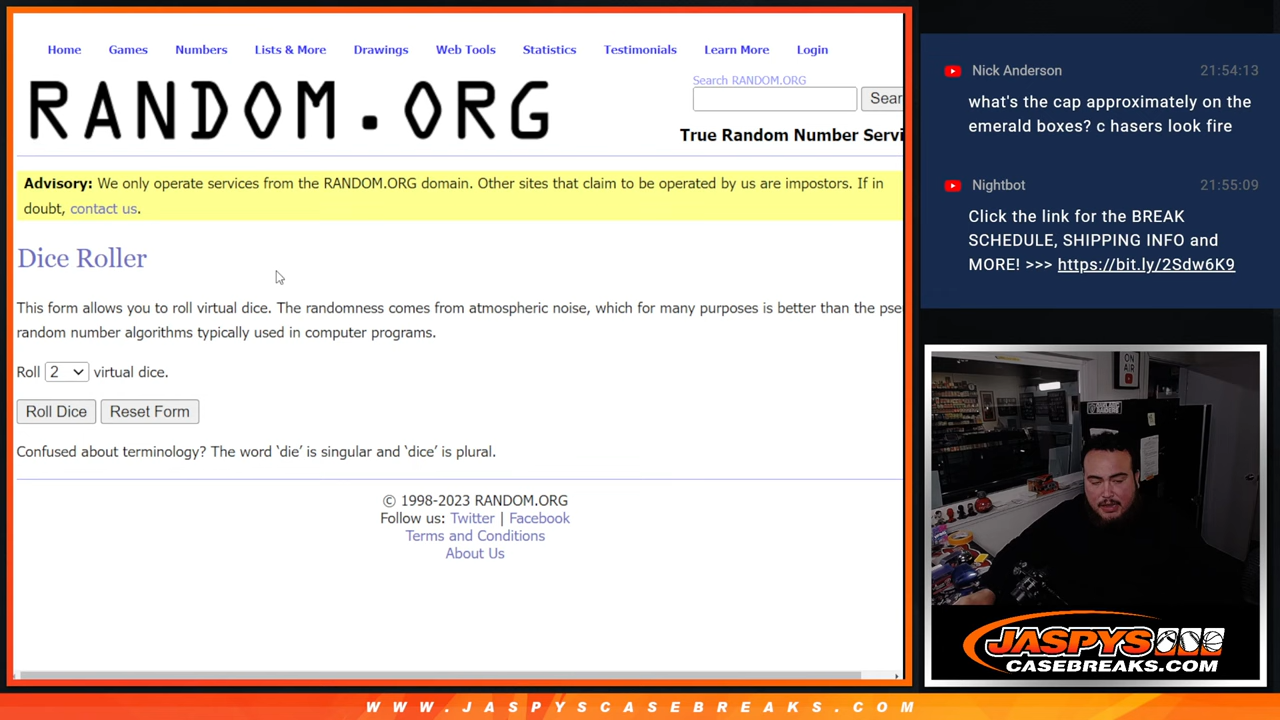 Home Games Numbers Lists & More Drawings Web Tools Statistics Testimonials Learn More Login
RANDOM.ORG
Search RANDOM.ORG
Sear
True Random Number Servi
Advisory: We only operate services from the RANDOM.ORG domain. Other sites that claim to be operated by us are impostors. If in
doubt, contact us.
Dice Roller
This form allows you to roll virtual dice. The randomness comes from atmospheric noise, which for many purposes is better than the pse
random number algorithms typically used in computer programs.
Roll 2 virtual dice.
Roll Dice Reset Form
Confused about terminology? The word ‘die’ is singular and ‘dice’ is plural.
© 1998-2023 RANDOM.ORG
Follow us: Twitter | Facebook
Terms and Conditions
About Us
Nick Anderson 21:54:13
what's the cap approximately on the
emerald boxes? c hasers look fire
Nightbot 21:55:09
Click the link for the BREAK
SCHEDULE, SHIPPING INFO and
MORE! >>> https://bit.ly/2Sdw6K9
ON
AIR
JASPYS
CASEBREAKS.COM
WWW.JASPYSCASEBREAKS.COM